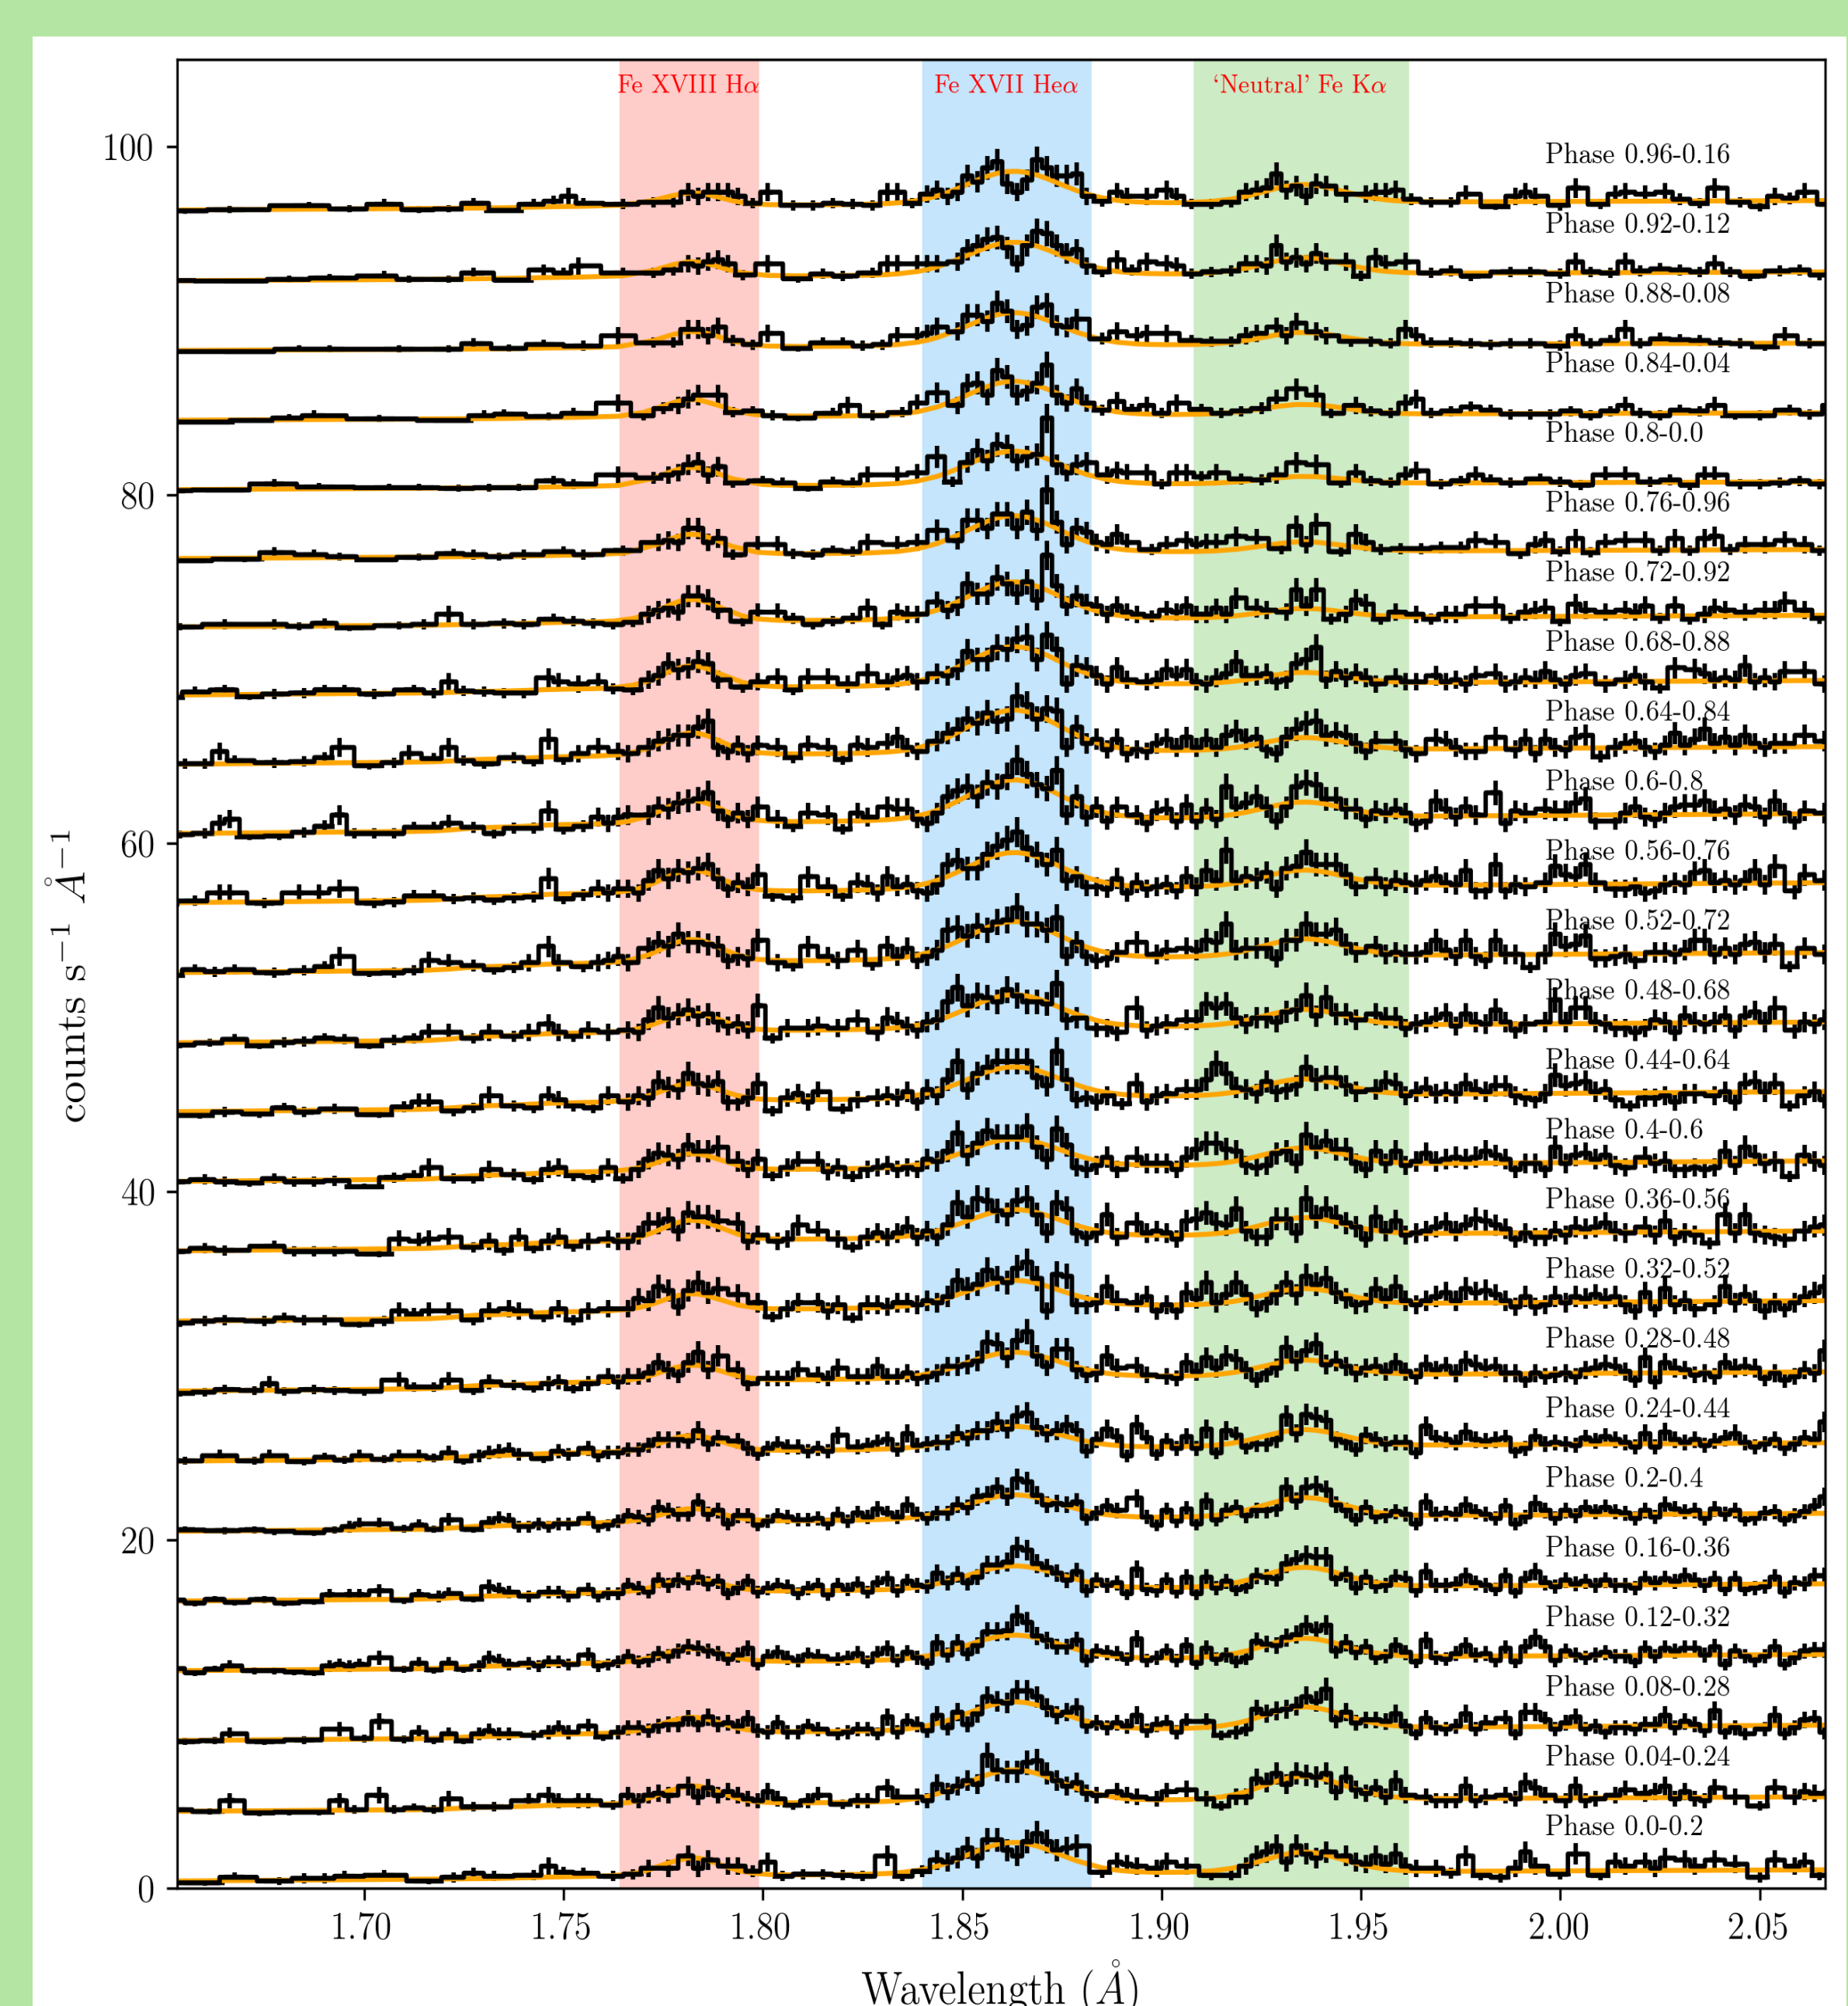 Fe XVIII Hα
Fe XVII Heα
‘Neutral’ Fe Kα
100
Phase 0.96-0.16
Phase 0.92-0.12
Phase 0.88-0.08
Phase 0.84-0.04
Phase 0.8-0.0
80
Phase 0.76-0.96
Phase 0.72-0.92
Phase 0.68-0.88
Phase 0.64-0.84
Phase 0.6-0.8
60
Phase 0.56-0.76
Phase 0.52-0.72
Phase 0.48-0.68
Phase 0.44-0.64
Phase 0.4-0.6
40
Phase 0.36-0.56
Phase 0.32-0.52
Phase 0.28-0.48
Phase 0.24-0.44
Phase 0.2-0.4
20
Phase 0.16-0.36
Phase 0.12-0.32
Phase 0.08-0.28
Phase 0.04-0.24
Phase 0.0-0.2
0
counts s⁻¹ Å⁻¹
1.70 1.75 1.80 1.85 1.90 1.95 2.00 2.05
Wavelength (Å)